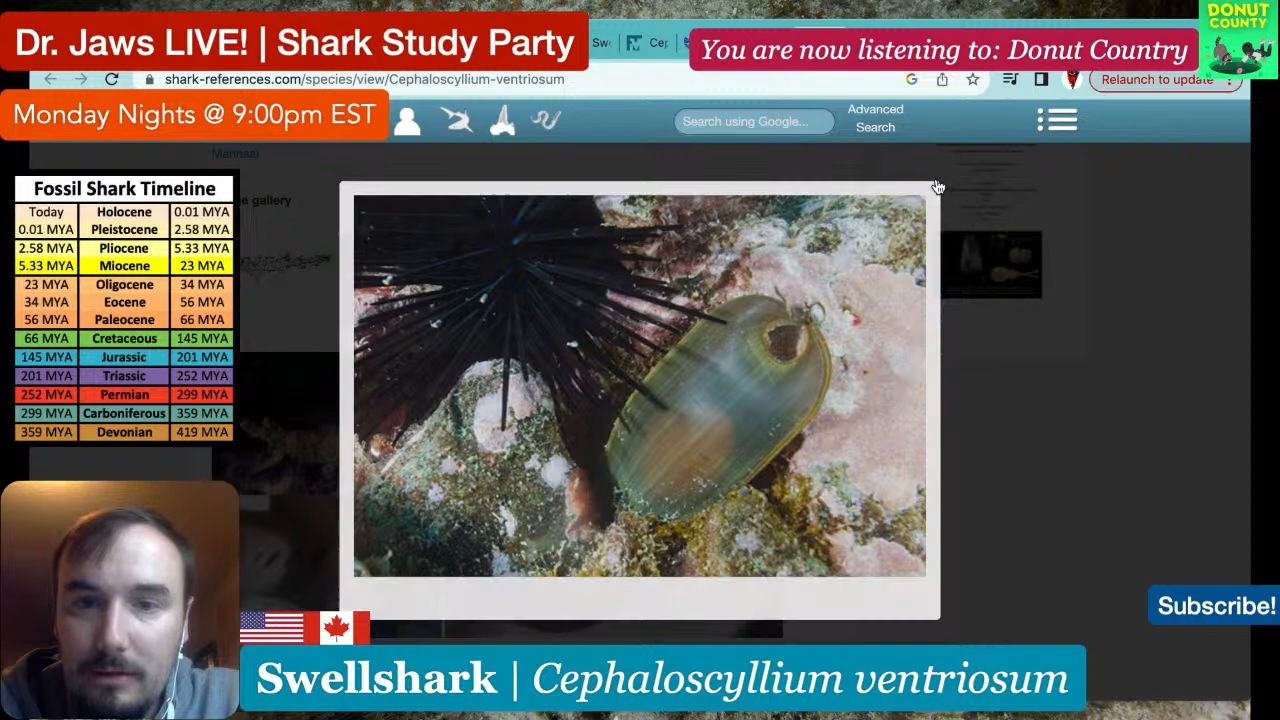 Dr. Jaws LIVE! | Shark Study Party
Swe
Cep
You are now listening to: Donut Country
DONUT
COUNTY
shark-references.com/species/view/Cephaloscyllium-ventriosum
Relaunch to update
Monday Nights @ 9:00pm EST
Search using Google...
Advanced
Search
Marinaa)
gallery
Fossil Shark Timeline
Today Holocene 0.01 MYA
0.01 MYA Pleistocene 2.58 MYA
2.58 MYA Pliocene 5.33 MYA
5.33 MYA Miocene 23 MYA
23 MYA Oligocene 34 MYA
34 MYA Eocene 56 MYA
56 MYA Paleocene 66 MYA
66 MYA Cretaceous 145 MYA
145 MYA Jurassic 201 MYA
201 MYA Triassic 252 MYA
252 MYA Permian 299 MYA
299 MYA Carboniferous 359 MYA
359 MYA Devonian 419 MYA
Subscribe!
Swellshark | Cephaloscyllium ventriosum